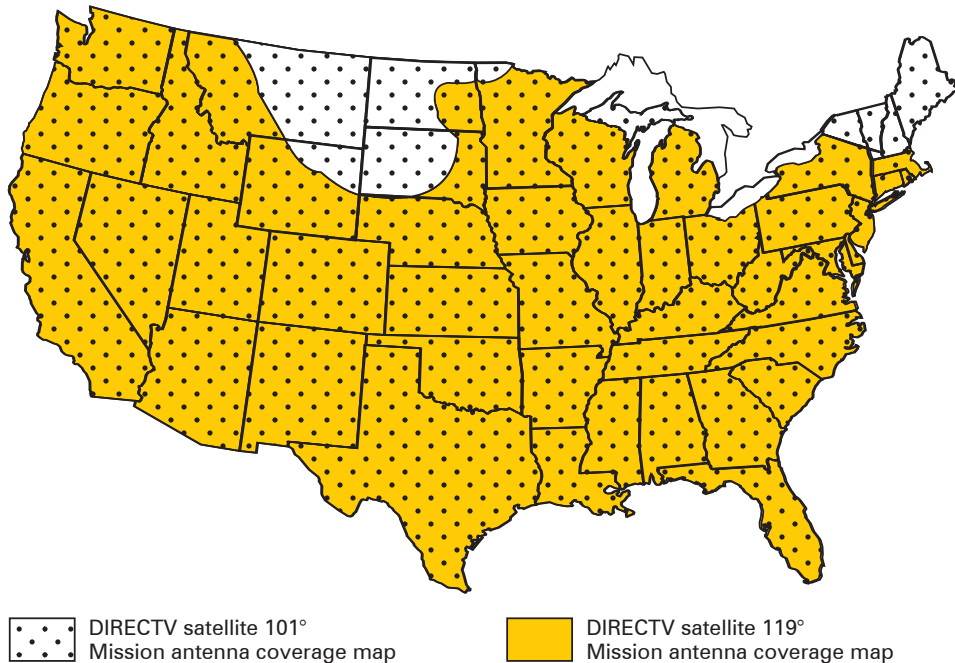 DIRECTV satellite 101°
Mission antenna coverage map
DIRECTV satellite 119°
Mission antenna coverage map